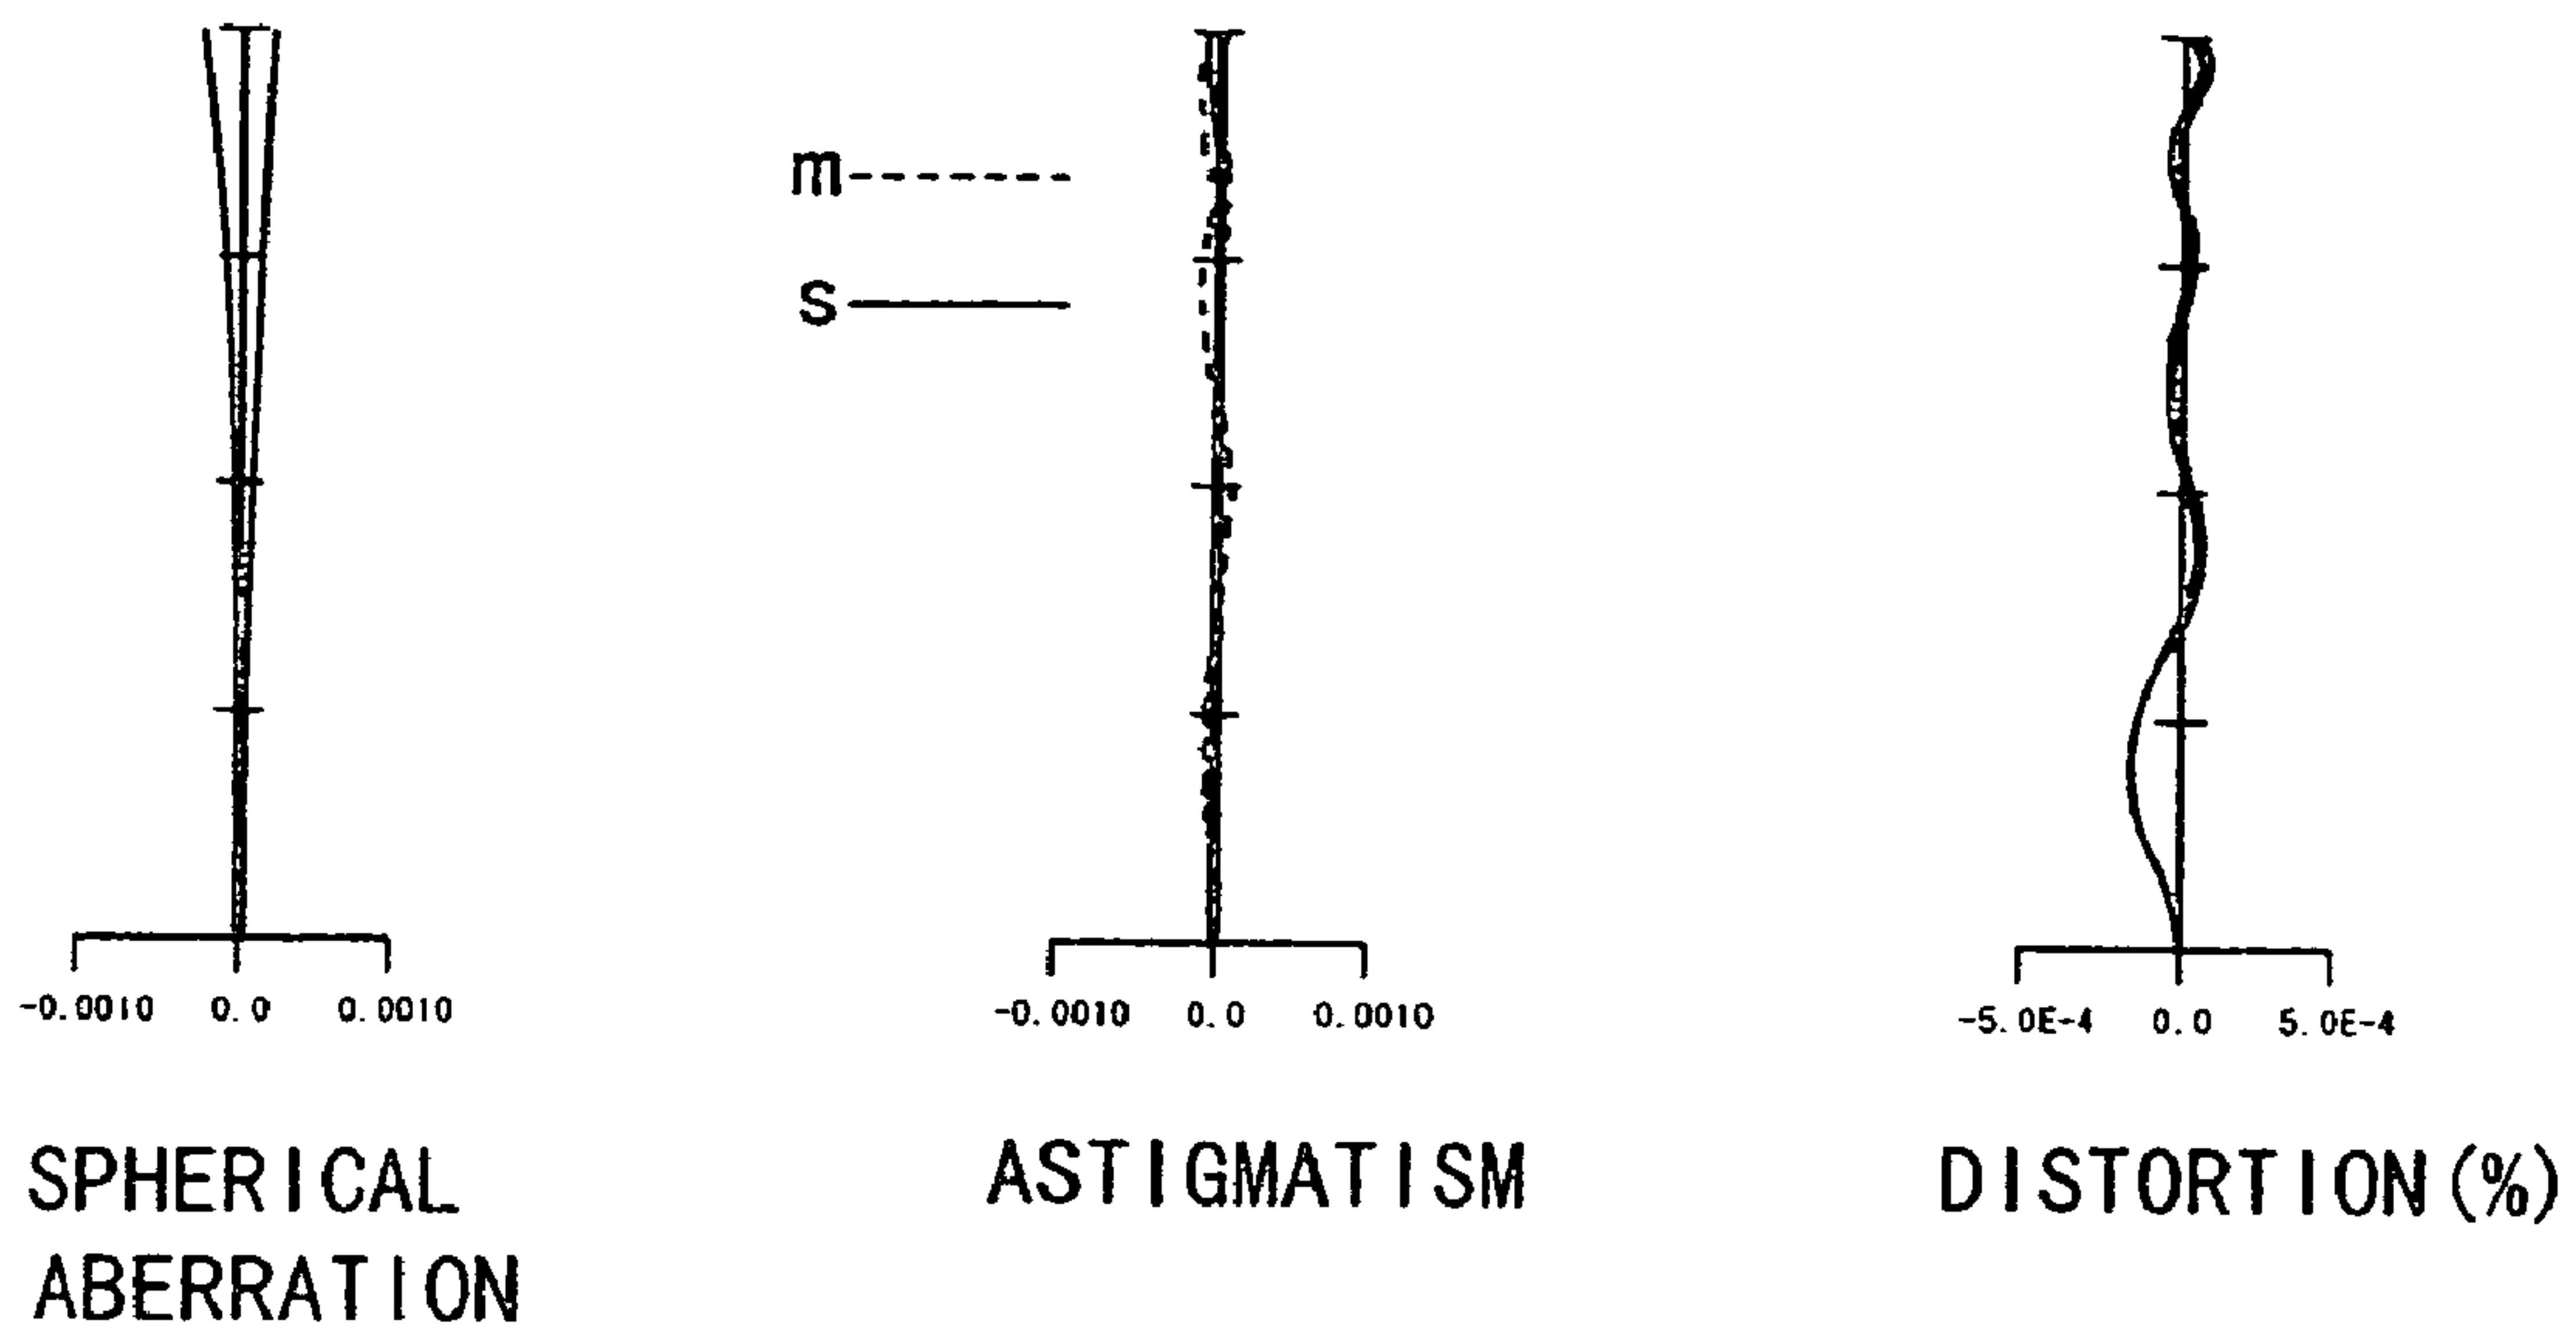 m
s
-0.0010 0.0 0.0010
-0.0010 0.0 0.0010
-5.0E-4 0.0 5.0E-4
SPHERICAL
ABERRATION
ASTIGMATISM
DISTORTION (%)